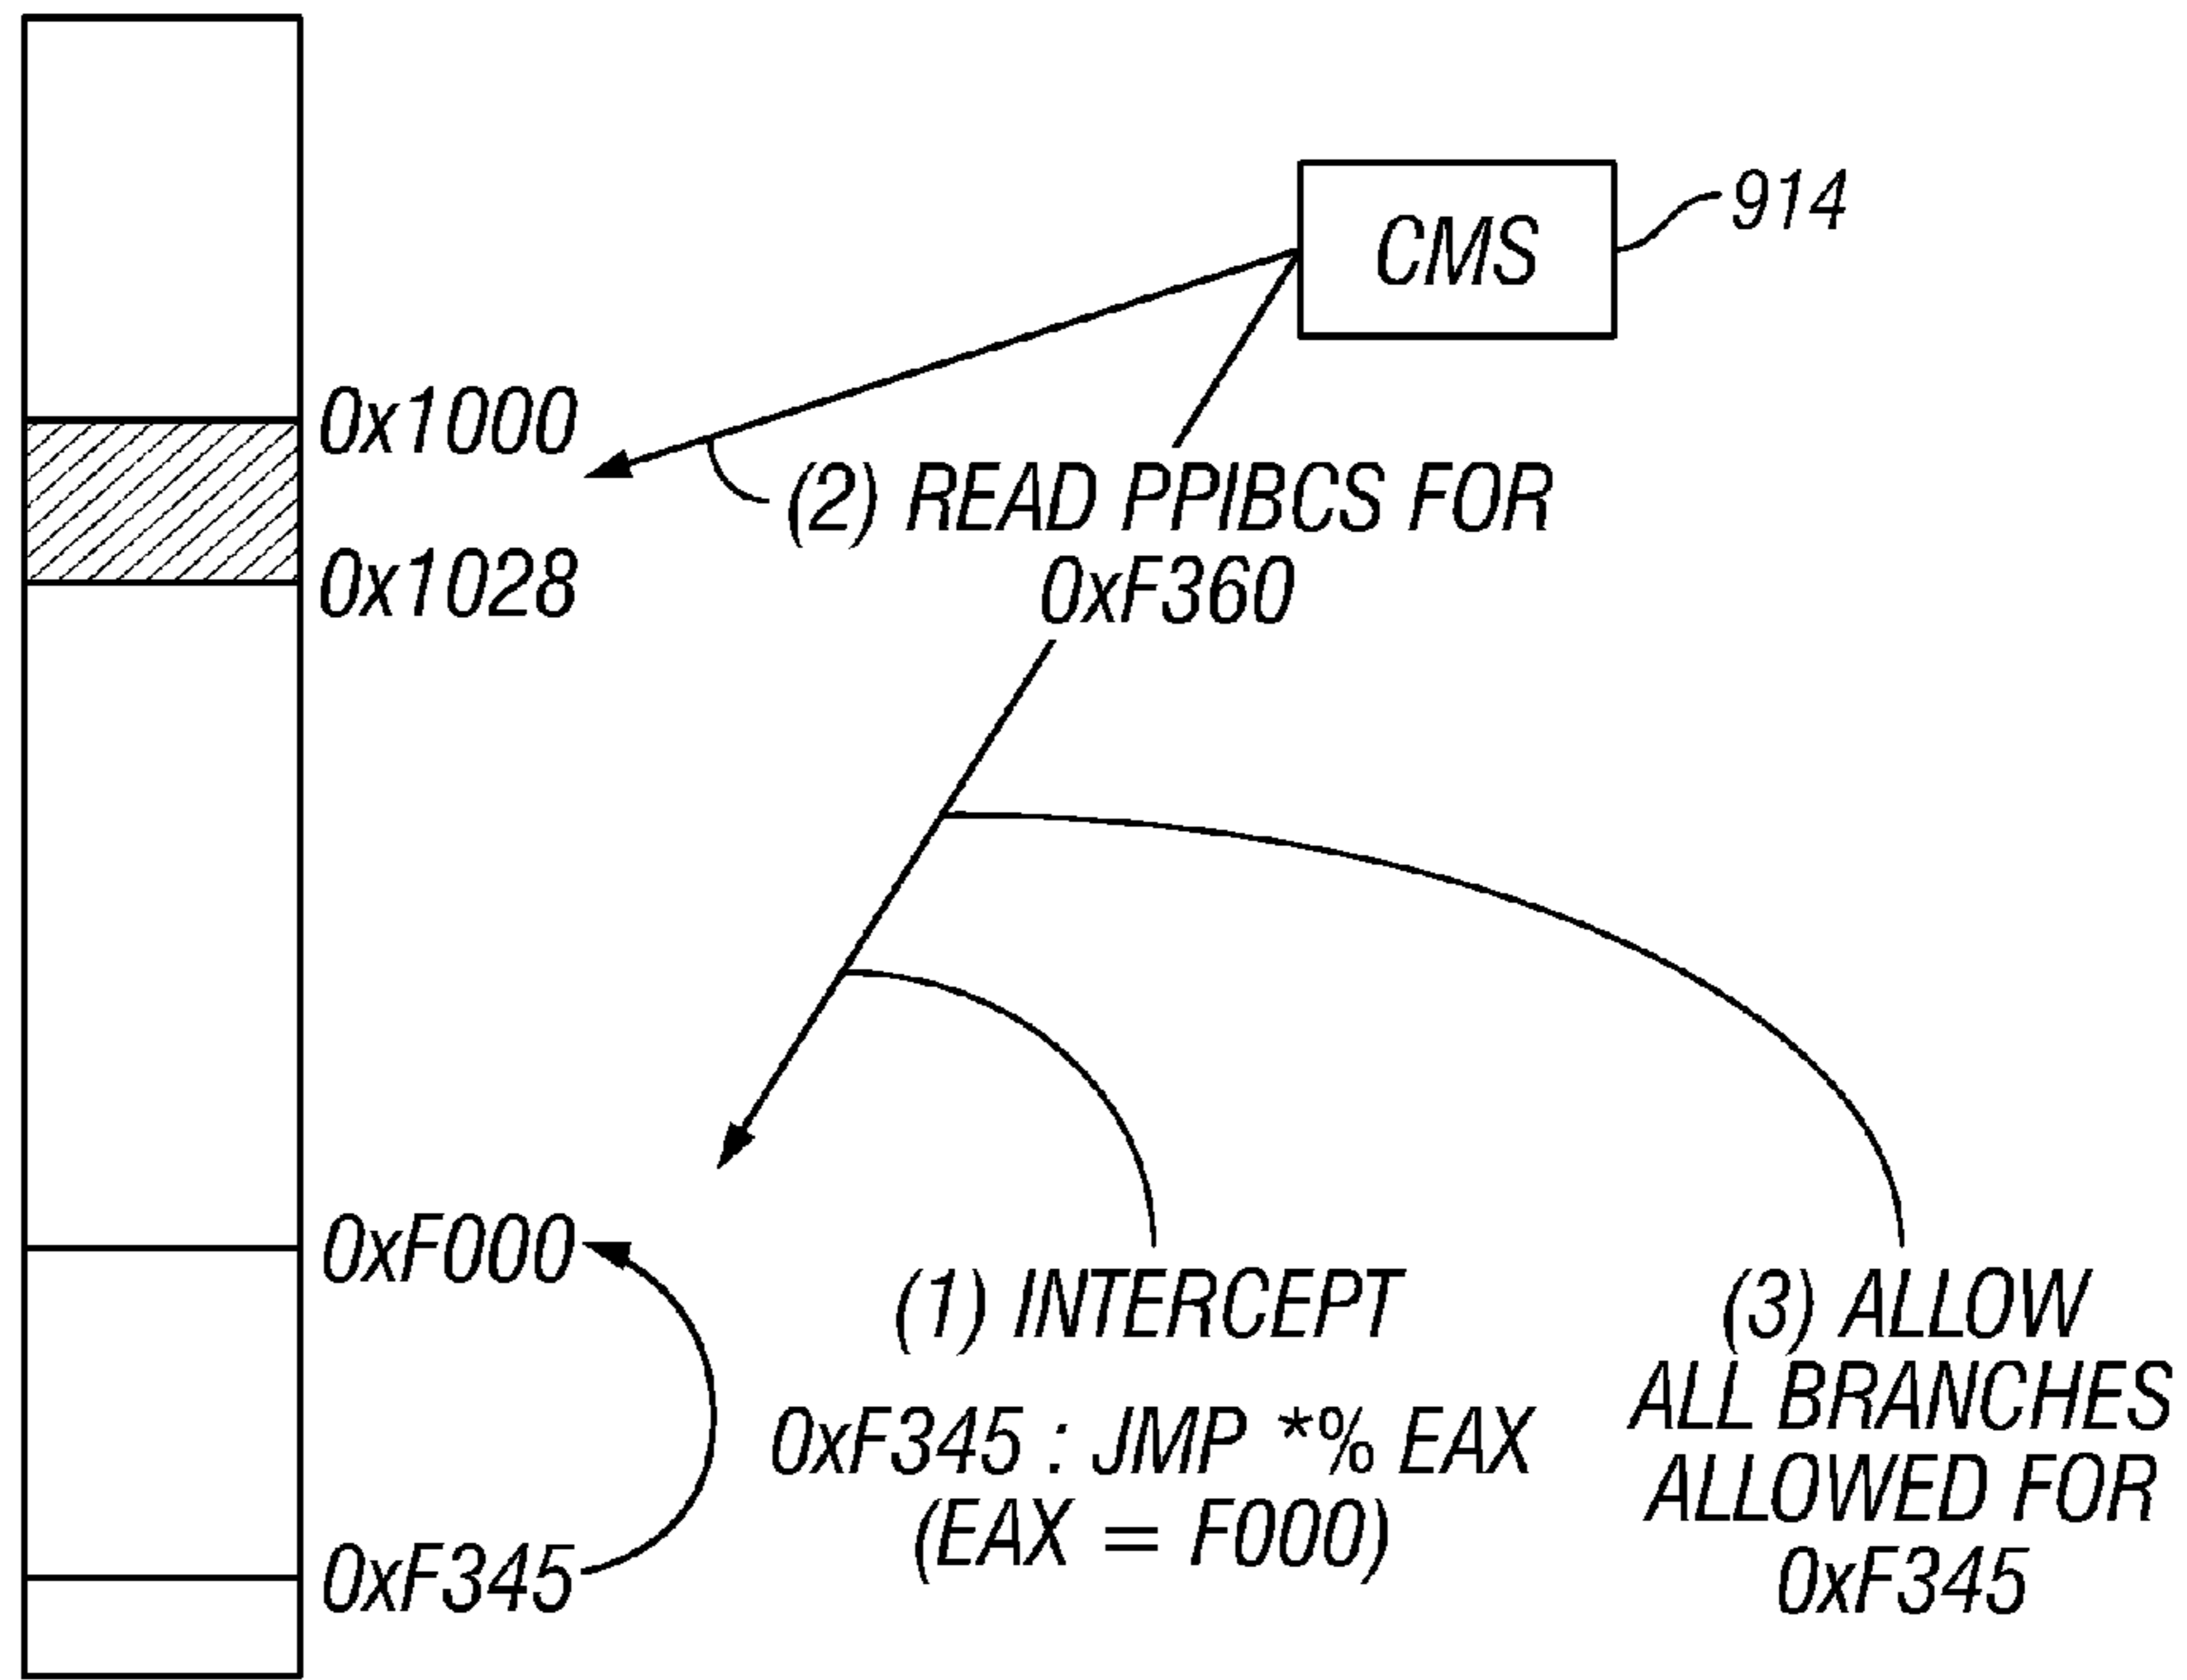 CMS
914
0x1000
(2) READ PPIBCS FOR
0xF360
0x1028
0xF000
(1) INTERCEPT
0xF345 : JMP *% EAX
(EAX = F000)
(3) ALLOW
ALL BRANCHES
ALLOWED FOR
0xF345
0xF345